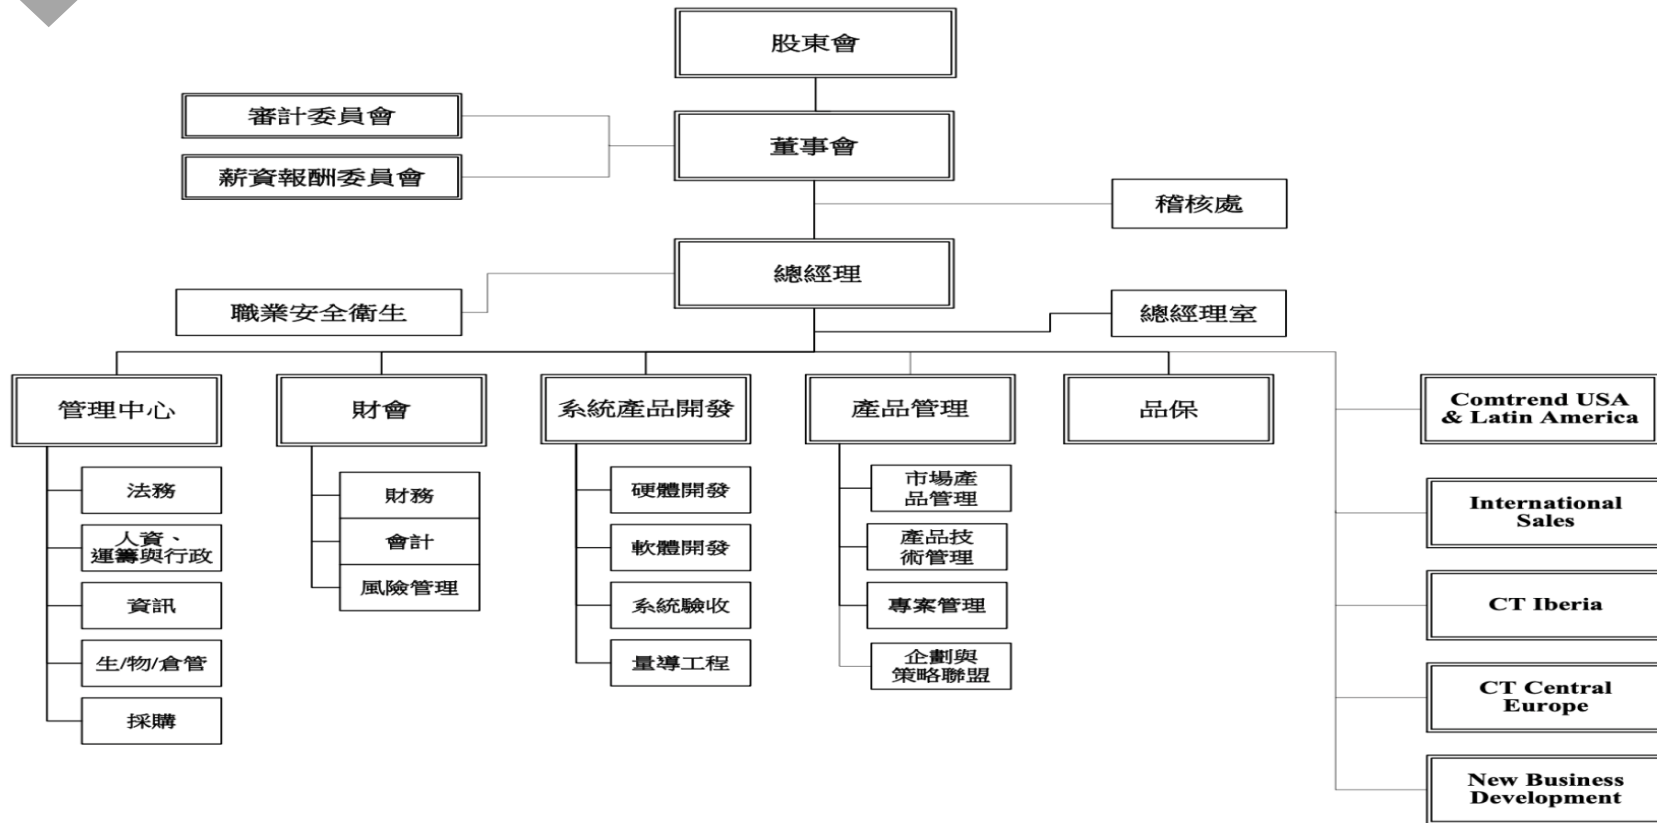 股東會
審計委員會
董事會
薪資報酬委員會
稽核處
總經理
職業安全衛生
總經理室
管理中心
財會
系統產品開發
產品管理
品保
法務
人資、
運籌與行政
資訊
生/物/倉管
採購
財務
會計
風險管理
硬體開發
軟體開發
系統驗收
量導工程
市場產
品管理
產品技
術管理
專案管理
企劃與
策略聯盟
Comtrend USA
& Latin America
International
Sales
CT Iberia
CT Central
Europe
New Business
Development